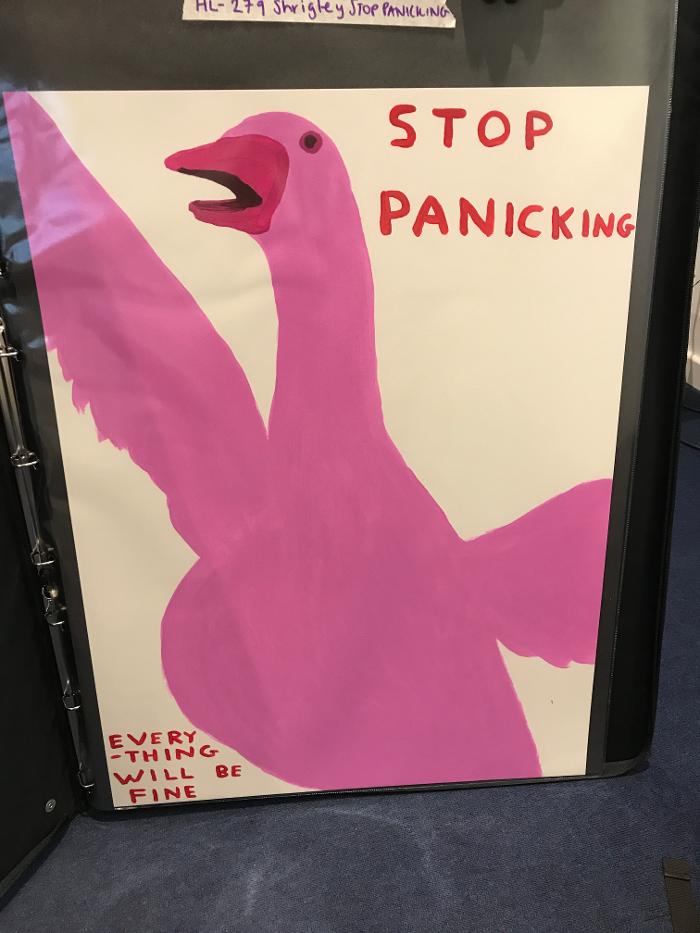 HL-279 Shrigley STOP PANICKING
STOP
PANICKING
EVERY
-THING
WILL BE
FINE